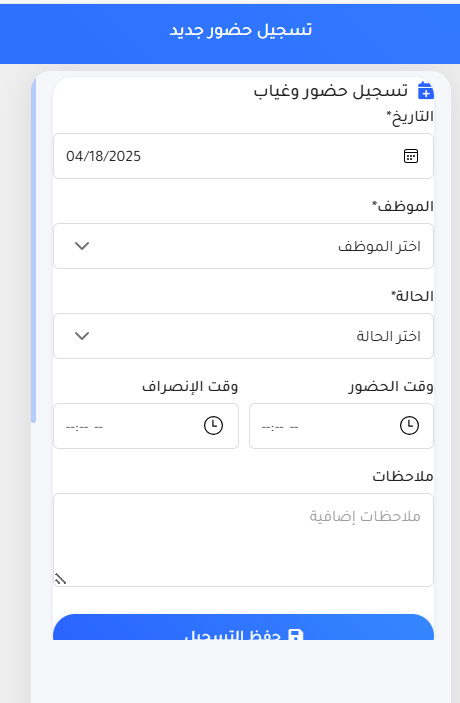 تسجيل حضور جديد
تسجيل حضور وغياب
التاريخ*
04/18/2025
الموظف*
اختر الموظف
الحالة*
اختر الحالة
وقت الحضور
وقت الإنصراف
--:-- --
--:-- --
ملاحظات
ملاحظات إضافية
حفظ التسجيل